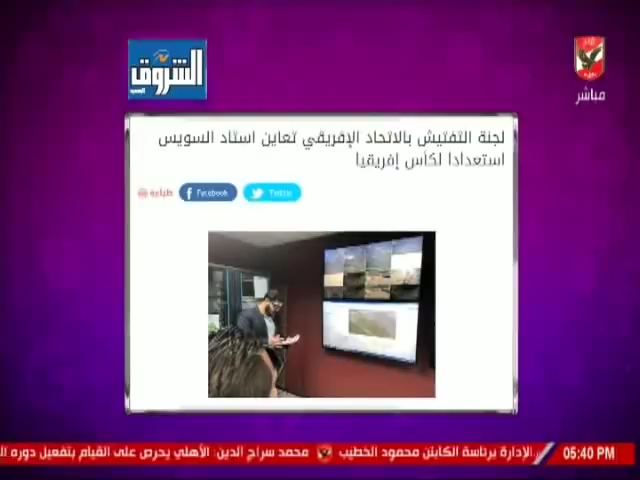 الشروق
مباشر
لجنة التفتيش بالاتحاد الإفريقي تعاين استاد السويس
استعدادا لكأس إفريقيا
طباعة
Facebook
Twitter
الإدارة برئاسة الكابتن محمود الخطيب.. محمد سراج الدين: الأهلي يحرص على القيام بتفعيل دوره
05:40 PM